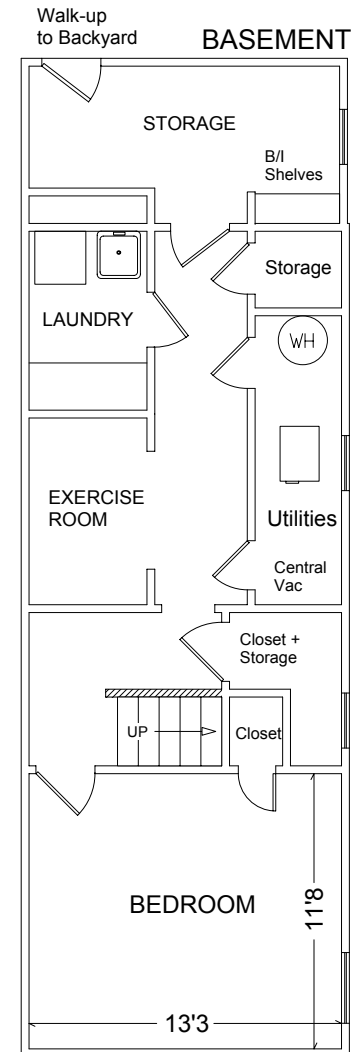 Walk-up
to Backyard
BASEMENT
STORAGE
B/I
Shelves
Storage
LAUNDRY
WH
EXERCISE
ROOM
Utilities
Central
Vac
Closet +
Storage
UP
Closet
BEDROOM
11'8
13'3